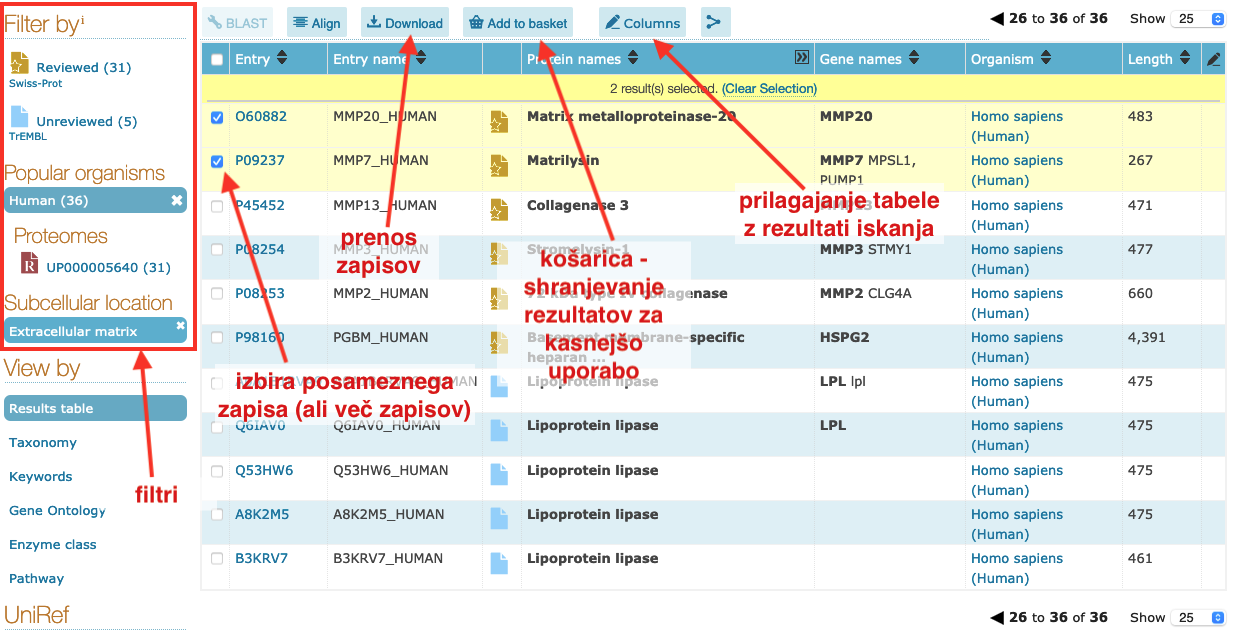 Filter by i
Reviewed (31)
Swiss-Prot
Unreviewed (5)
TrEMBL
Popular organisms
Human (36)
Proteomes
UP000005640 (31)
Subcellular location
Extracellular matrix
filtri
View by
Results table
Taxonomy
Keywords
Gene Ontology
Enzyme class
Pathway
UniRef
BLAST Align Download Add to basket Columns
26 to 36 of 36 Show 25
Entry Entry name Protein names Gene names Organism Length
2 result(s) selected. (Clear Selection)
O60882 MMP20_HUMAN Matrix metalloproteinase-20 MMP20 Homo sapiens 483
(Human)
P09237 MMP7_HUMAN Matrilysin MMP7 MPSL1, Homo sapiens 267
PUMP1 (Human)
P45452 MMP13_HUMAN Collagenase 3 Homo sapiens 471
(Human)
prilagajanje tabele
z rezultati iskanja
P08254 MMP3_HUMAN Stromelysin-1 MMP3 STMY1 Homo sapiens 477
(Human)
prenos
zapisov
P08253 MMP2_HUMAN 72 kDa type IV collagenase MMP2 CLG4A Homo sapiens 660
(Human)
košarica -
shranjevanje
rezultatov za
kasnejšo
uporabo
P98160 PGBM_HUMAN Basement membrane-specific HSPG2 Homo sapiens 4,391
heparan ... (Human)
Lipoprotein lipase LPL lpl Homo sapiens 475
(Human)
izbira posameznega
zapisa (ali več zapisov)
Q6IAV0 Q6IAV0_HUMAN Lipoprotein lipase LPL Homo sapiens 475
(Human)
Q53HW6 Q53HW6_HUMAN Lipoprotein lipase Homo sapiens 475
(Human)
A8K2M5 A8K2M5_HUMAN Lipoprotein lipase Homo sapiens 475
(Human)
B3KRV7 B3KRV7_HUMAN Lipoprotein lipase Homo sapiens 461
(Human)
26 to 36 of 36 Show 25